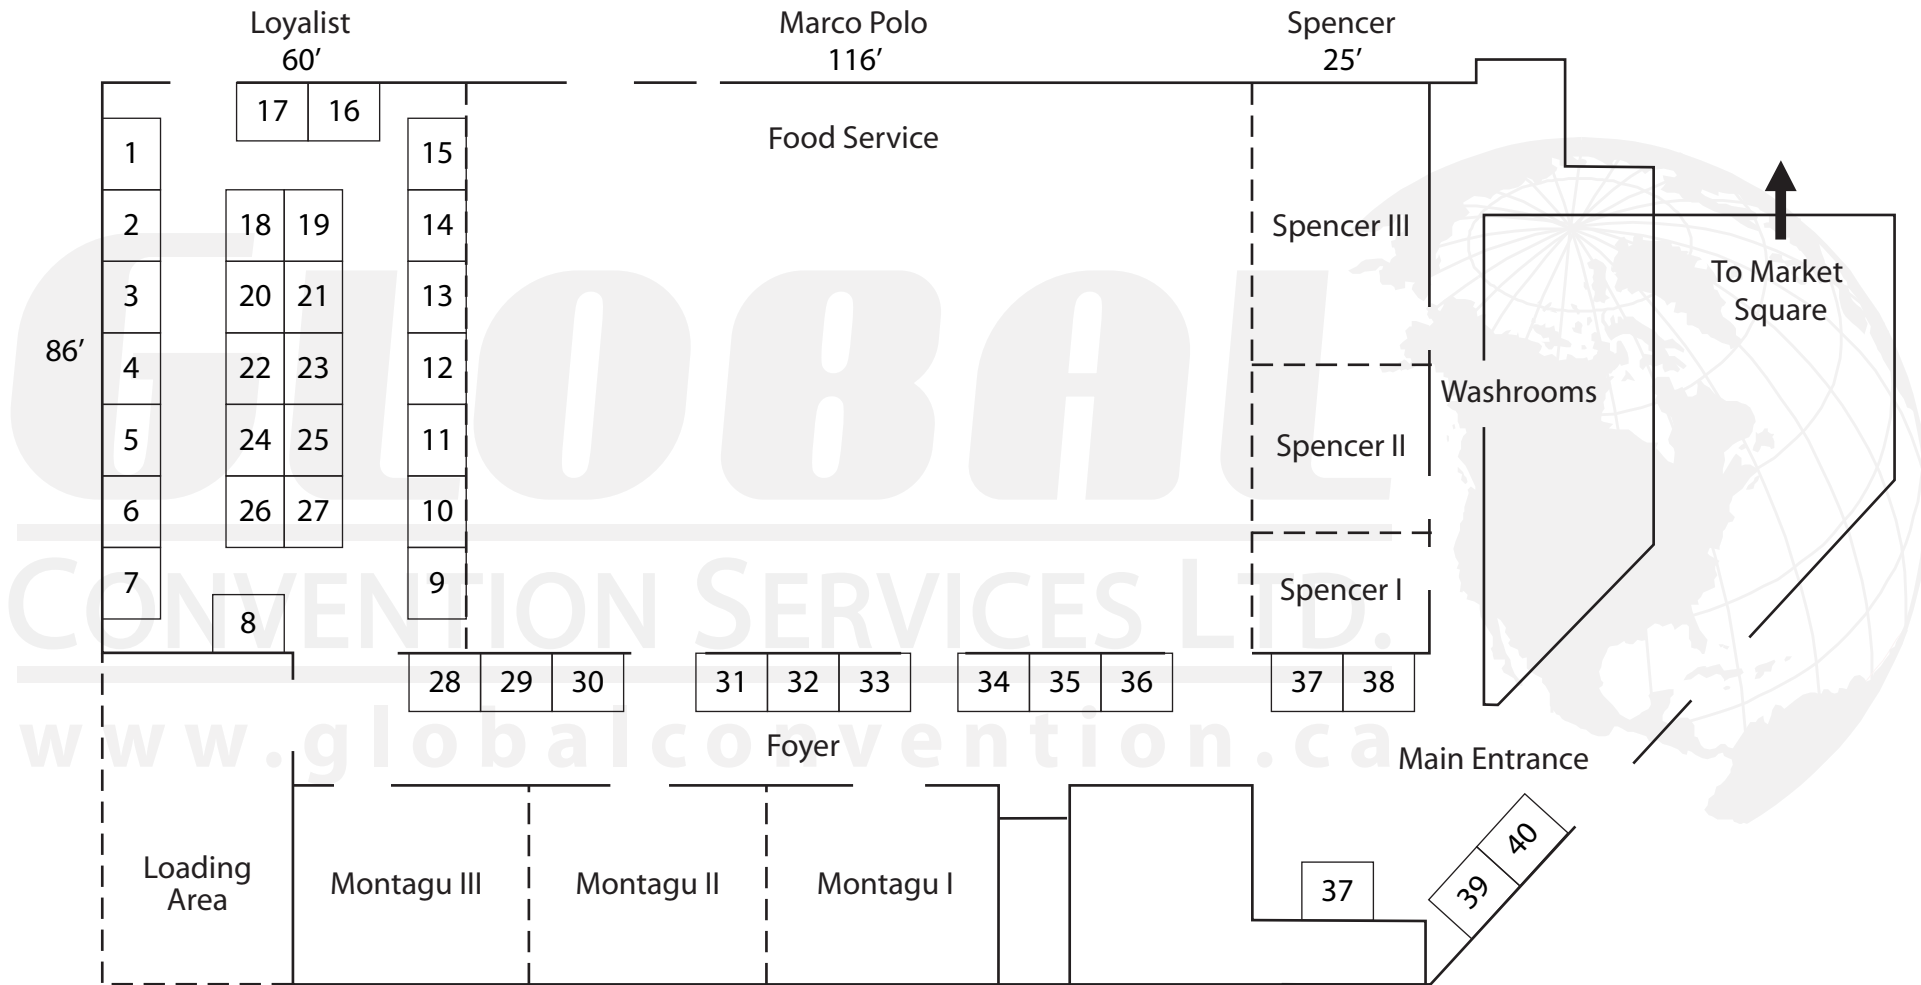 Loyalist
60’
Marco Polo
116’
Spencer
25’
17
16
1
15
Food Service
2
18
19
14
Spencer III
3
20
21
13
To Market
Square
86’
4
22
23
12
Washrooms
5
24
25
11
Spencer II
6
26
27
10
7
9
Spencer I
8
28
29
30
31
32
33
34
35
36
37
38
Foyer
Main Entrance
Loading
Area
Montagu III
Montagu II
Montagu I
37
39
40
GLOBAL
CONVENTION SERVICES LTD.
www.globalconvention.ca